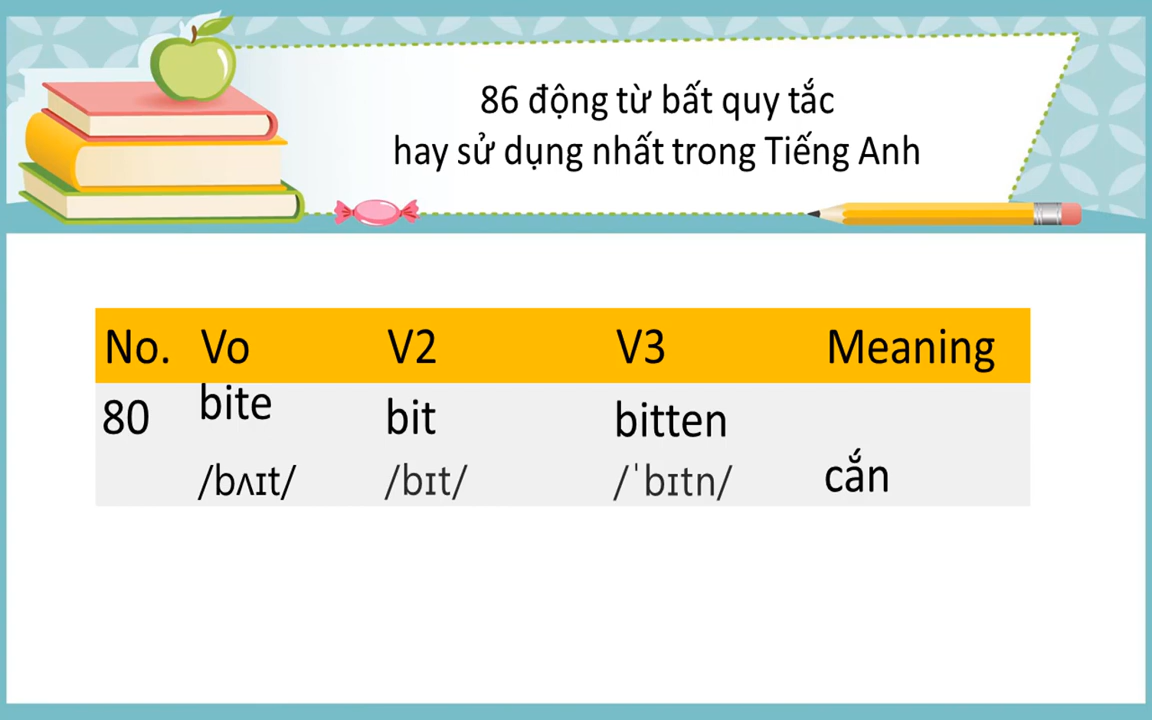 86 động từ bất quy tắc
hay sử dụng nhất trong Tiếng Anh
No. Vo V2 V3 Meaning
80 bite bit bitten
/bʌɪt/ /bɪt/ /ˈbɪtn/ cắn